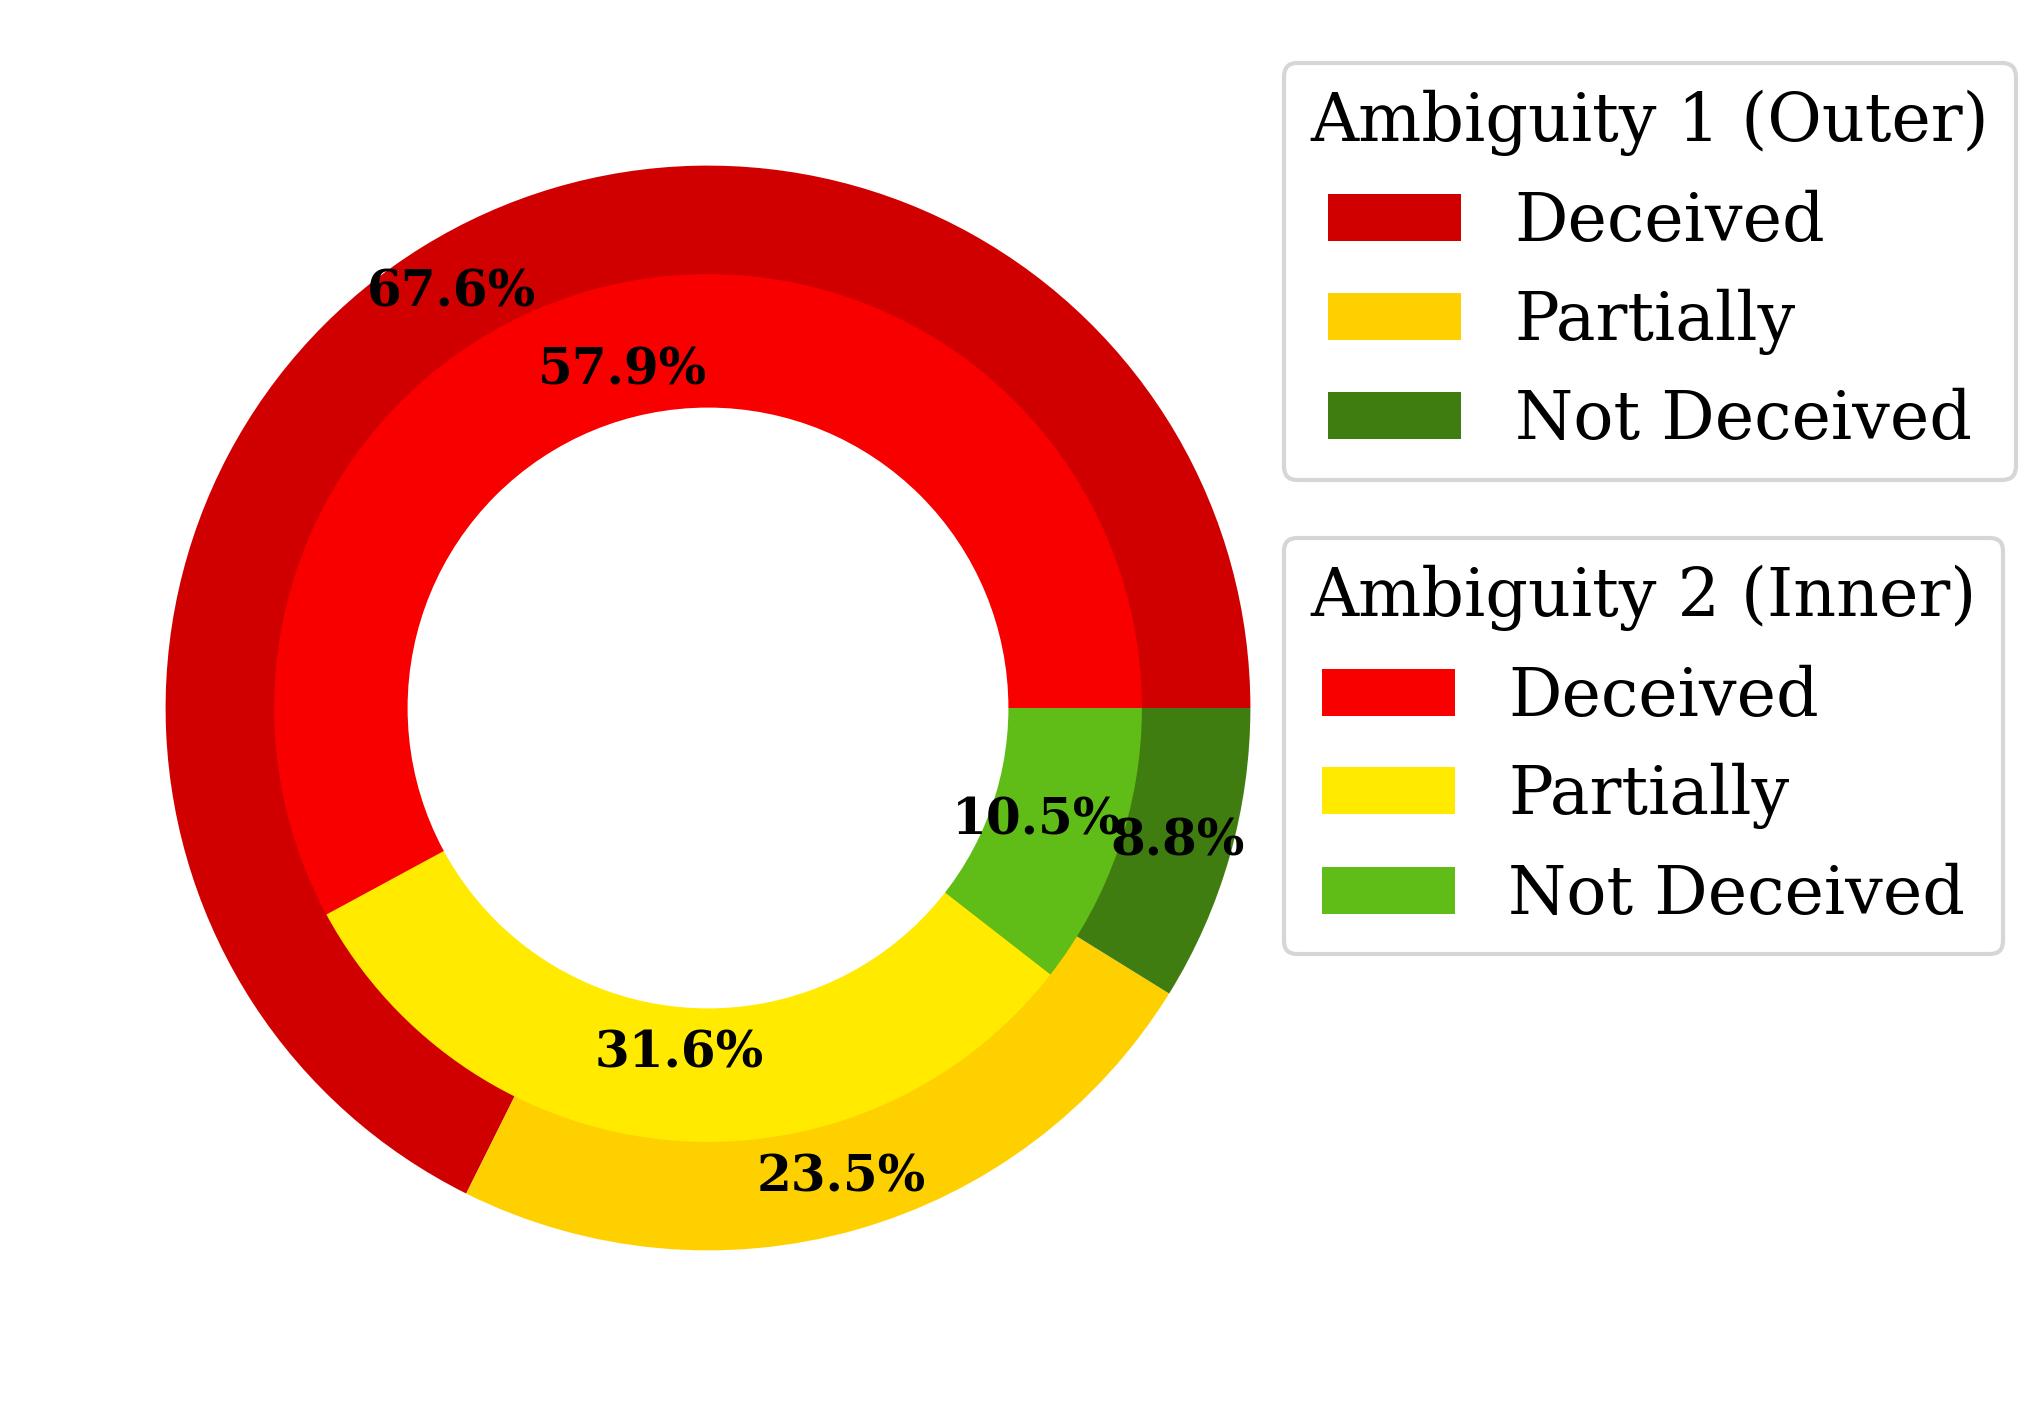 67.6%
57.9%
10.5%
8.8%
31.6%
23.5%
Ambiguity 1 (Outer)
Deceived
Partially
Not Deceived
Ambiguity 2 (Inner)
Deceived
Partially
Not Deceived